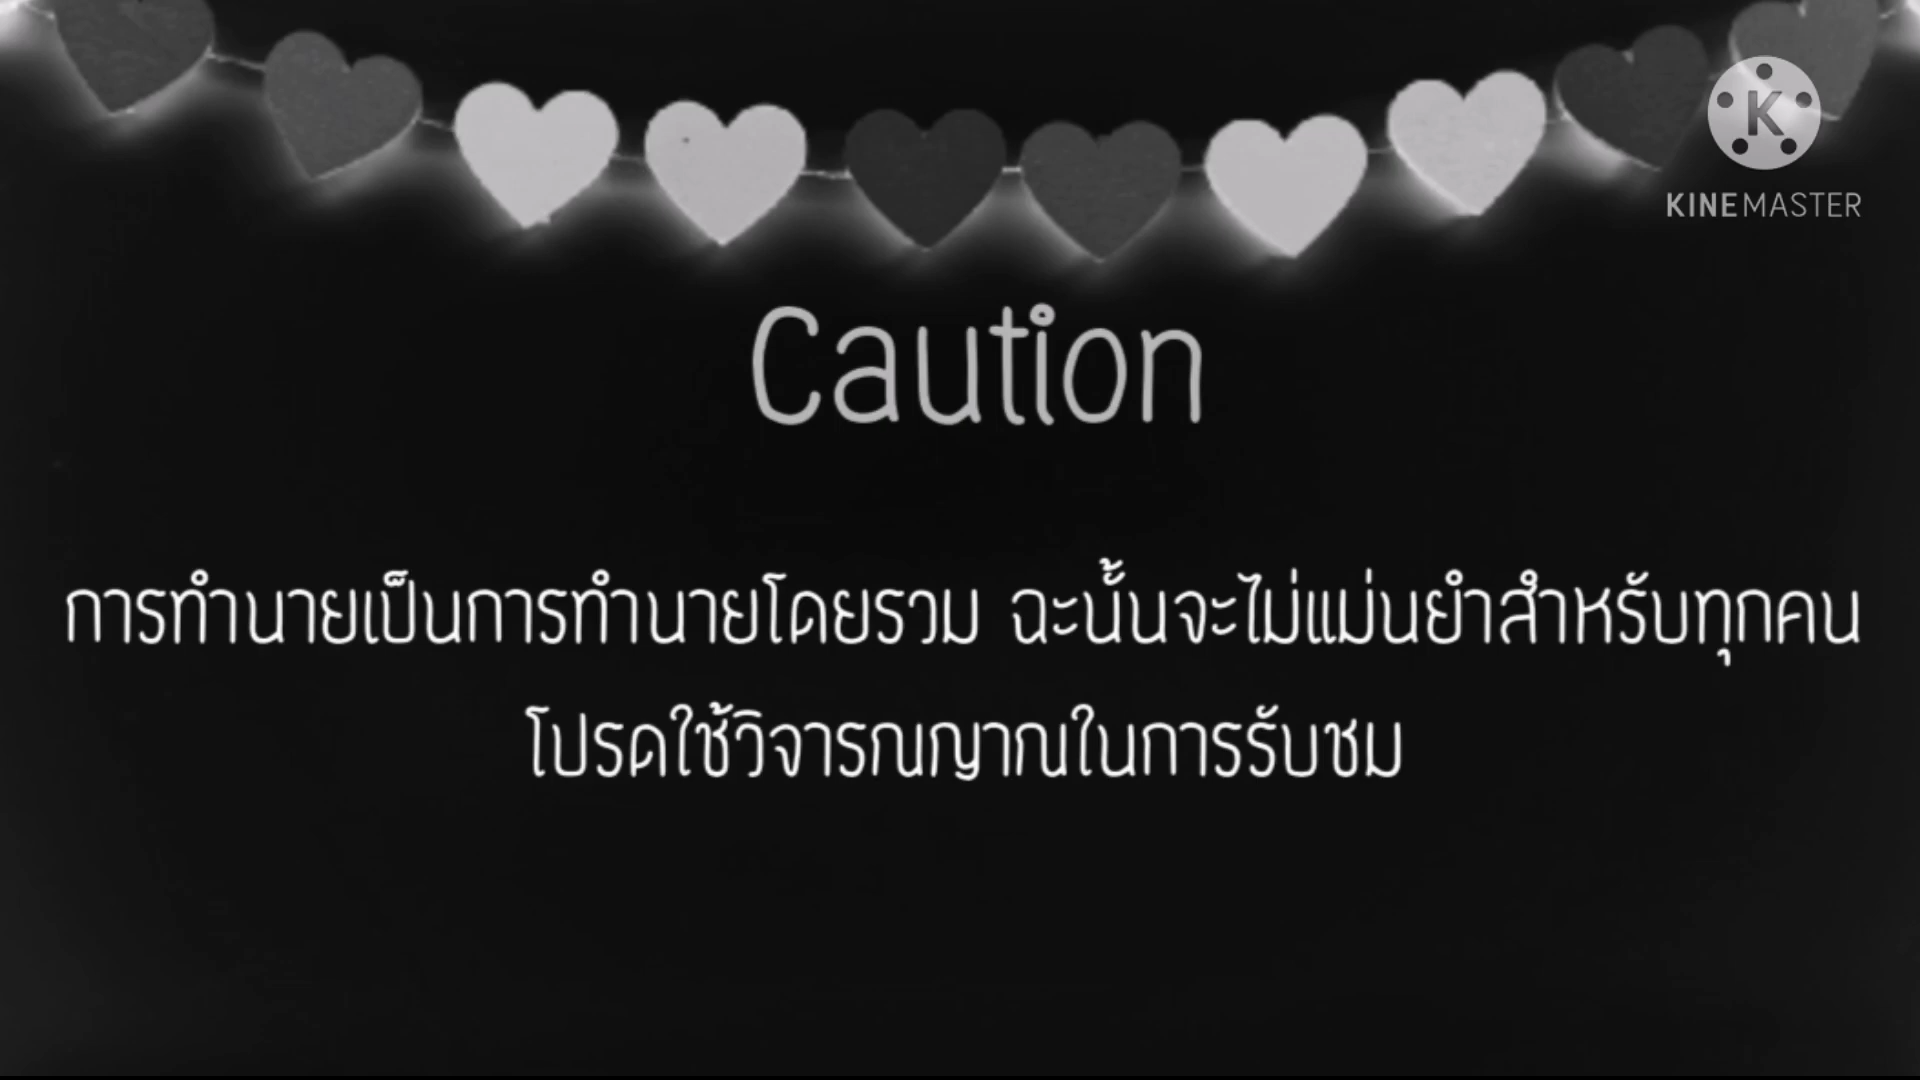 KINEMASTER
Caution
การทำนายเป็นการทำนายโดยรวม ฉะนั้นจะไม่แม่นยำสำหรับทุกคน
โปรดใช้วิจารณญาณในการรับชม